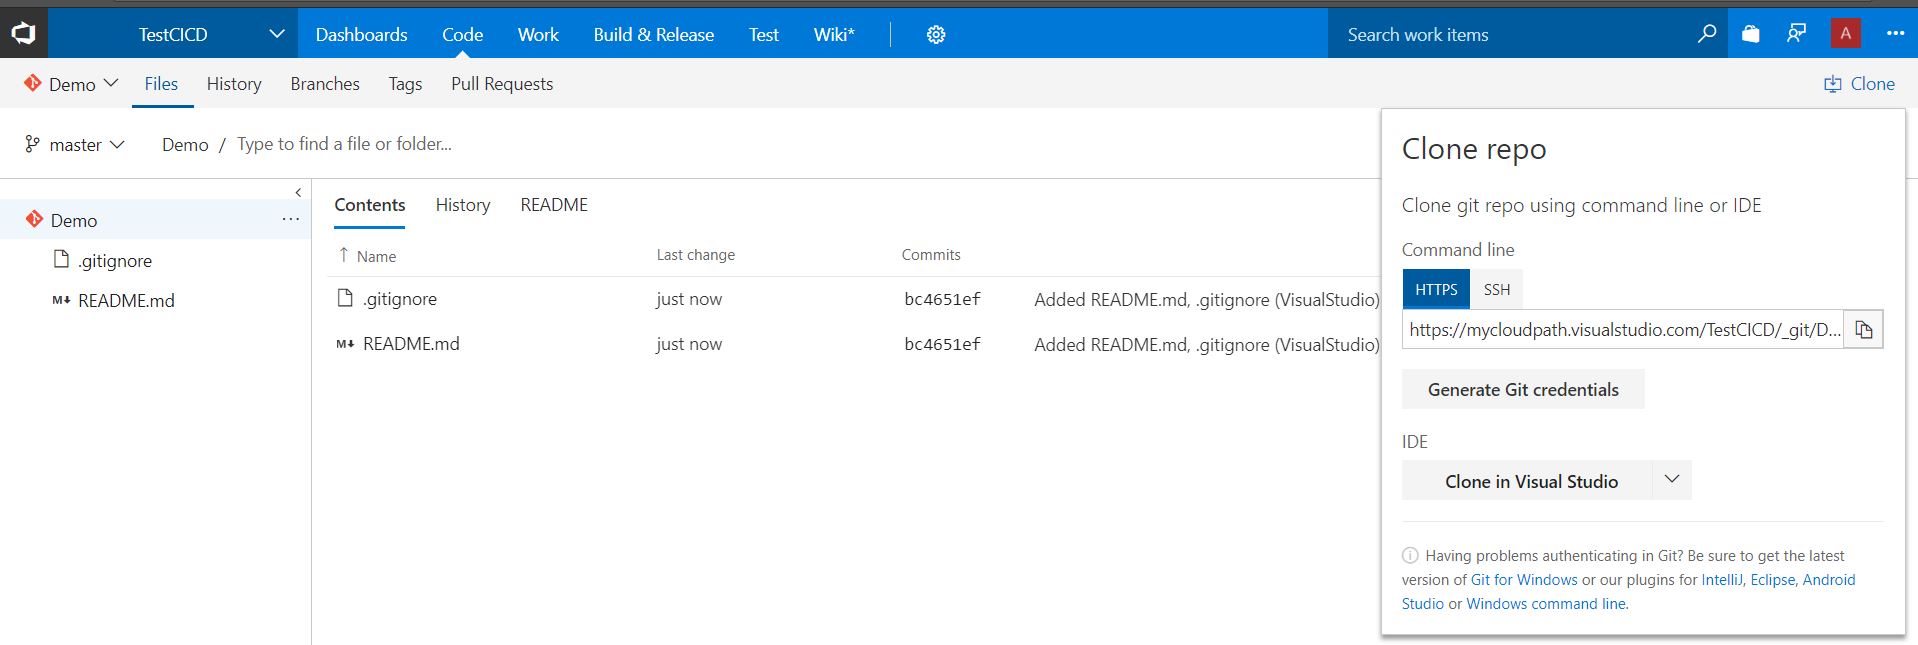 TestCICD Dashboards Code Work Build & Release Test Wiki* Search work items A
Demo Files History Branches Tags Pull Requests Clone
master Demo / Type to find a file or folder...
Demo ...
.gitignore
README.md
Contents History README
Name Last change Commits
.gitignore just now bc4651ef Added README.md, .gitignore (VisualStudio)
README.md just now bc4651ef Added README.md, .gitignore (VisualStudio)
Clone repo
Clone git repo using command line or IDE
Command line
HTTPS SSH
https://mycloudpath.visualstudio.com/TestCICD/_git/D...
Generate Git credentials
IDE
Clone in Visual Studio
Having problems authenticating in Git? Be sure to get the latest
version of Git for Windows or our plugins for IntelliJ, Eclipse, Android
Studio or Windows command line.